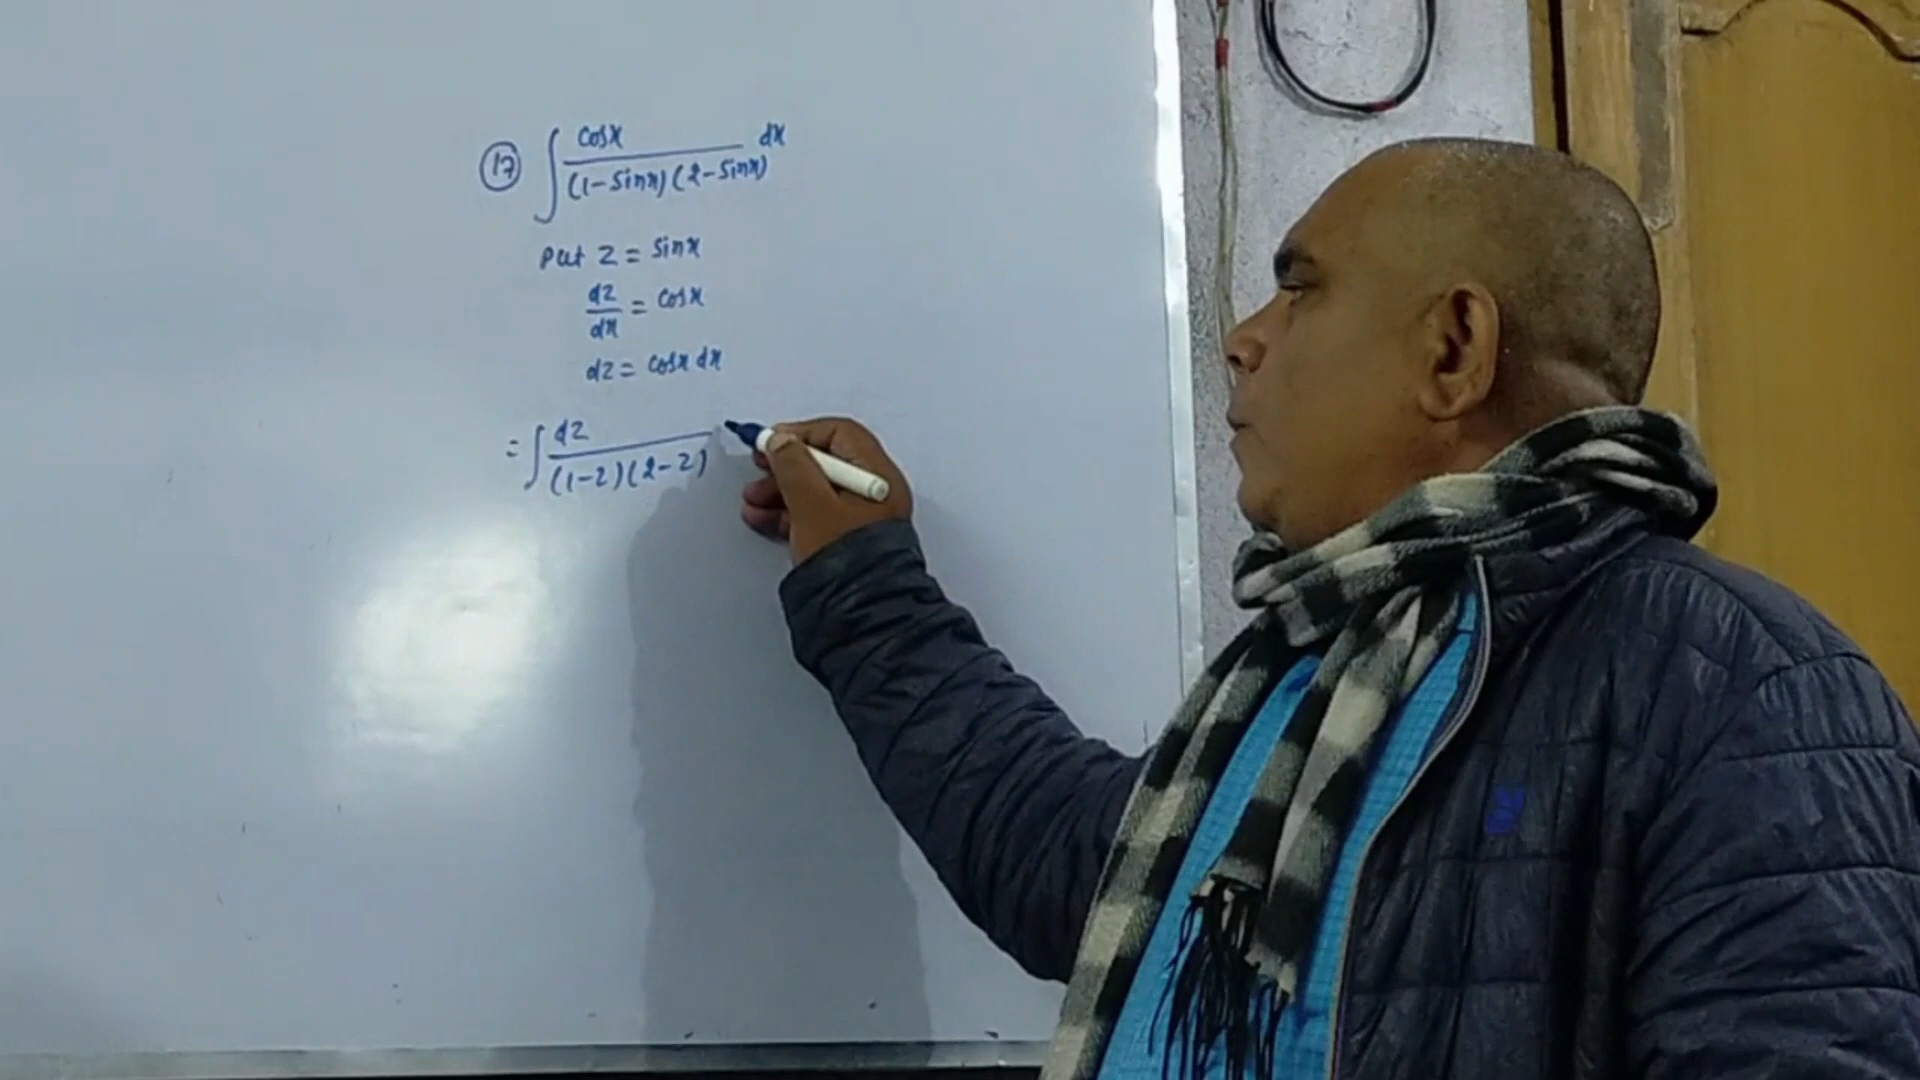 (17) ∫ cosx / (1-sinx)(2-sinx) dx
Put z = sinx
dz/dx = cosx
dz = cosx dx
= ∫ dz / (1-z)(2-z)